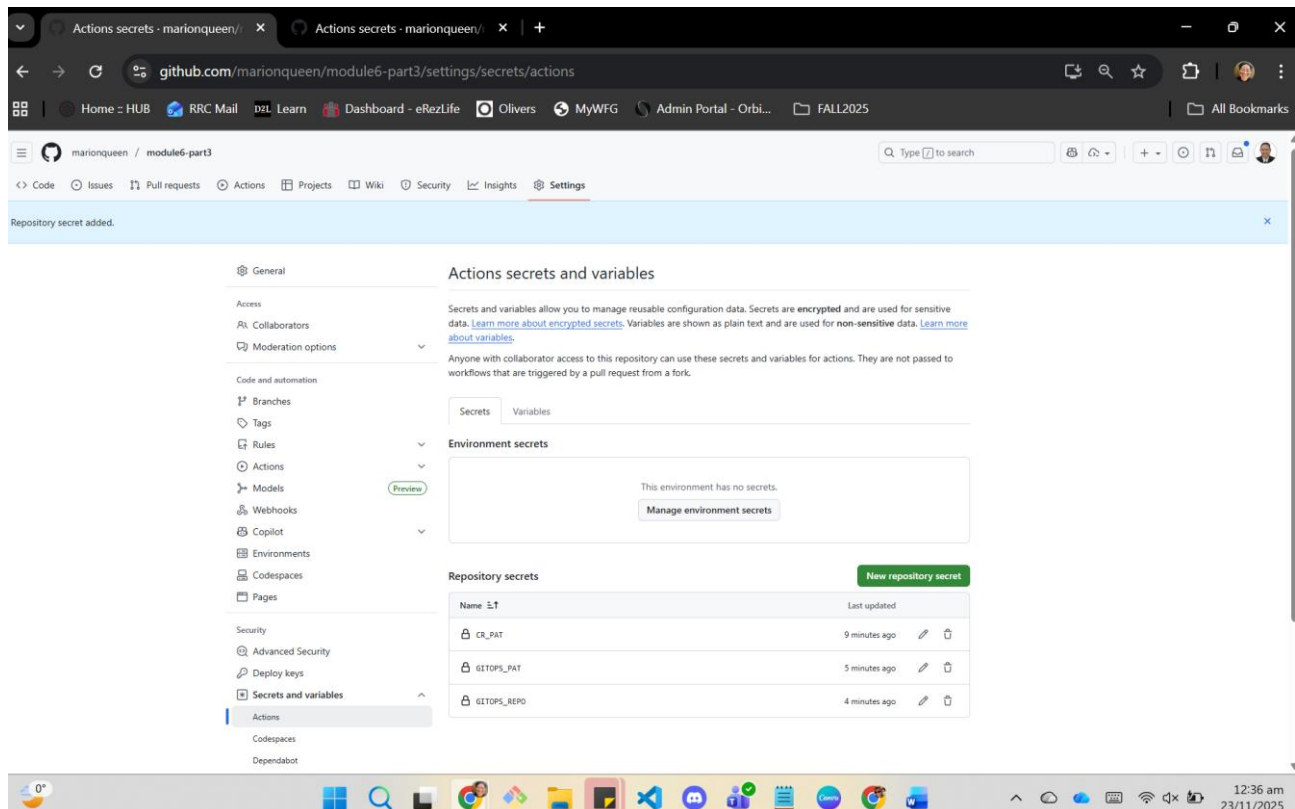 Actions secrets · marionqueen/
Actions secrets · marionqueen/
github.com/marionqueen/module6-part3/settings/secrets/actions
Home :: HUB
RRC Mail
D2L Learn
Dashboard - eRezLife
Olivers
MyWFG
Admin Portal - Orbi...
FALL2025
All Bookmarks
marionqueen / module6-part3
Type / to search
<> Code
Issues
Pull requests
Actions
Projects
Wiki
Security
Insights
Settings
Repository secret added.
General
Access
Collaborators
Moderation options
Code and automation
Branches
Tags
Rules
Actions
Models
Preview
Webhooks
Copilot
Environments
Codespaces
Pages
Security
Advanced Security
Deploy keys
Secrets and variables
Actions
Codespaces
Dependabot
Actions secrets and variables
Secrets and variables allow you to manage reusable configuration data. Secrets are encrypted and are used for sensitive
data. Learn more about encrypted secrets. Variables are shown as plain text and are used for non-sensitive data. Learn more
about variables.
Anyone with collaborator access to this repository can use these secrets and variables for actions. They are not passed to
workflows that are triggered by a pull request from a fork.
Secrets
Variables
Environment secrets
This environment has no secrets.
Manage environment secrets
Repository secrets
New repository secret
Name
Last updated
CR_PAT
9 minutes ago
GITOPS_PAT
5 minutes ago
GITOPS_REPO
4 minutes ago
0°
Canva
12:36 am
23/11/2025